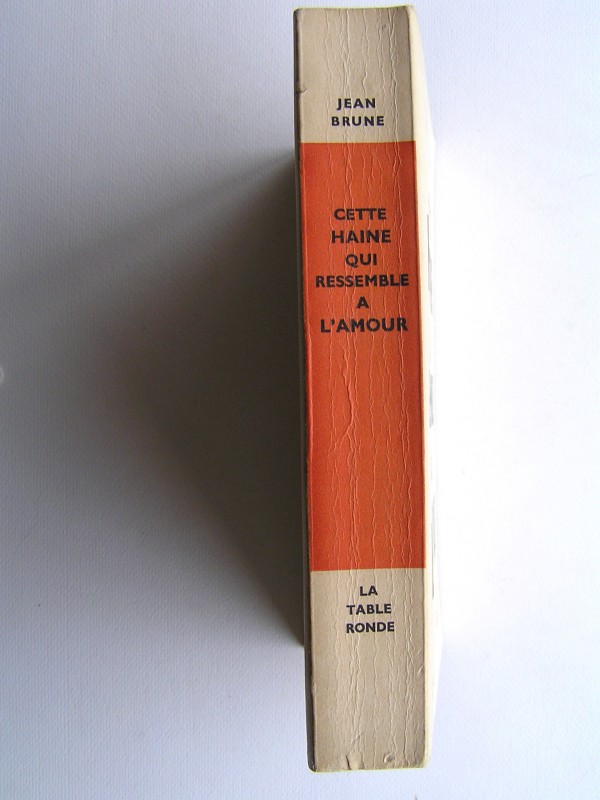 JEAN
BRUNE
CETTE
HAINE
QUI
RESSEMBLE
A
L'AMOUR
LA
TABLE
RONDE